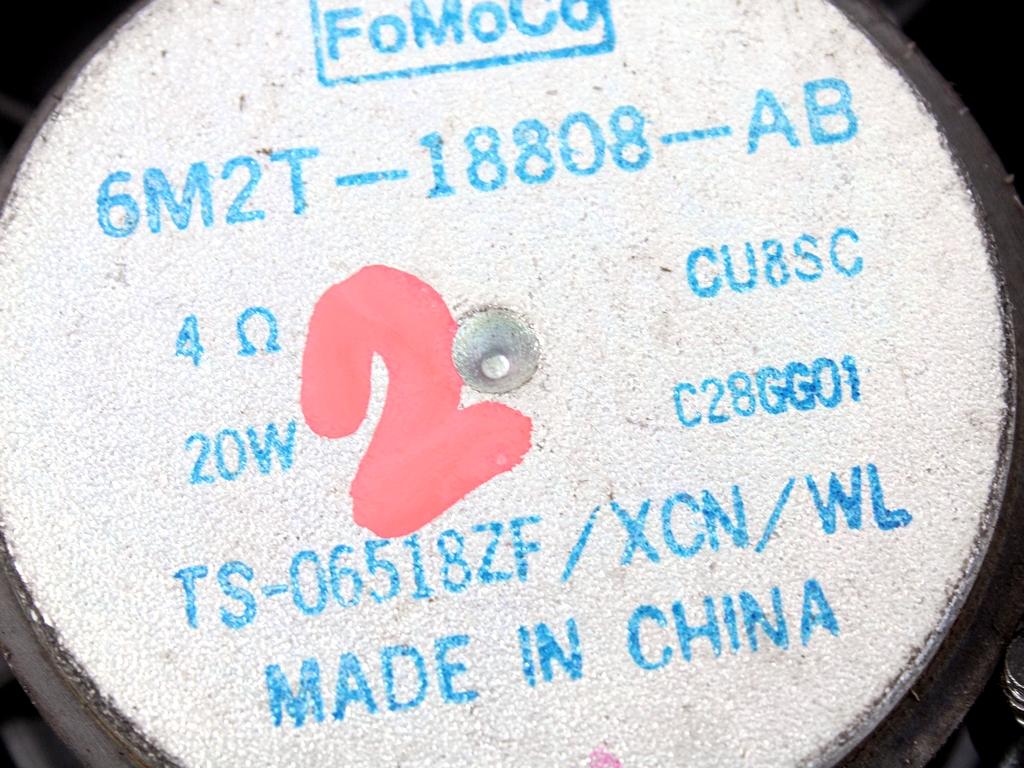 FoMoCo
6M2T-18808-AB
4 Ω
CU8SC
2
20W
C28GG01
TS-06518ZF/XCN/WL
MADE IN CHINA